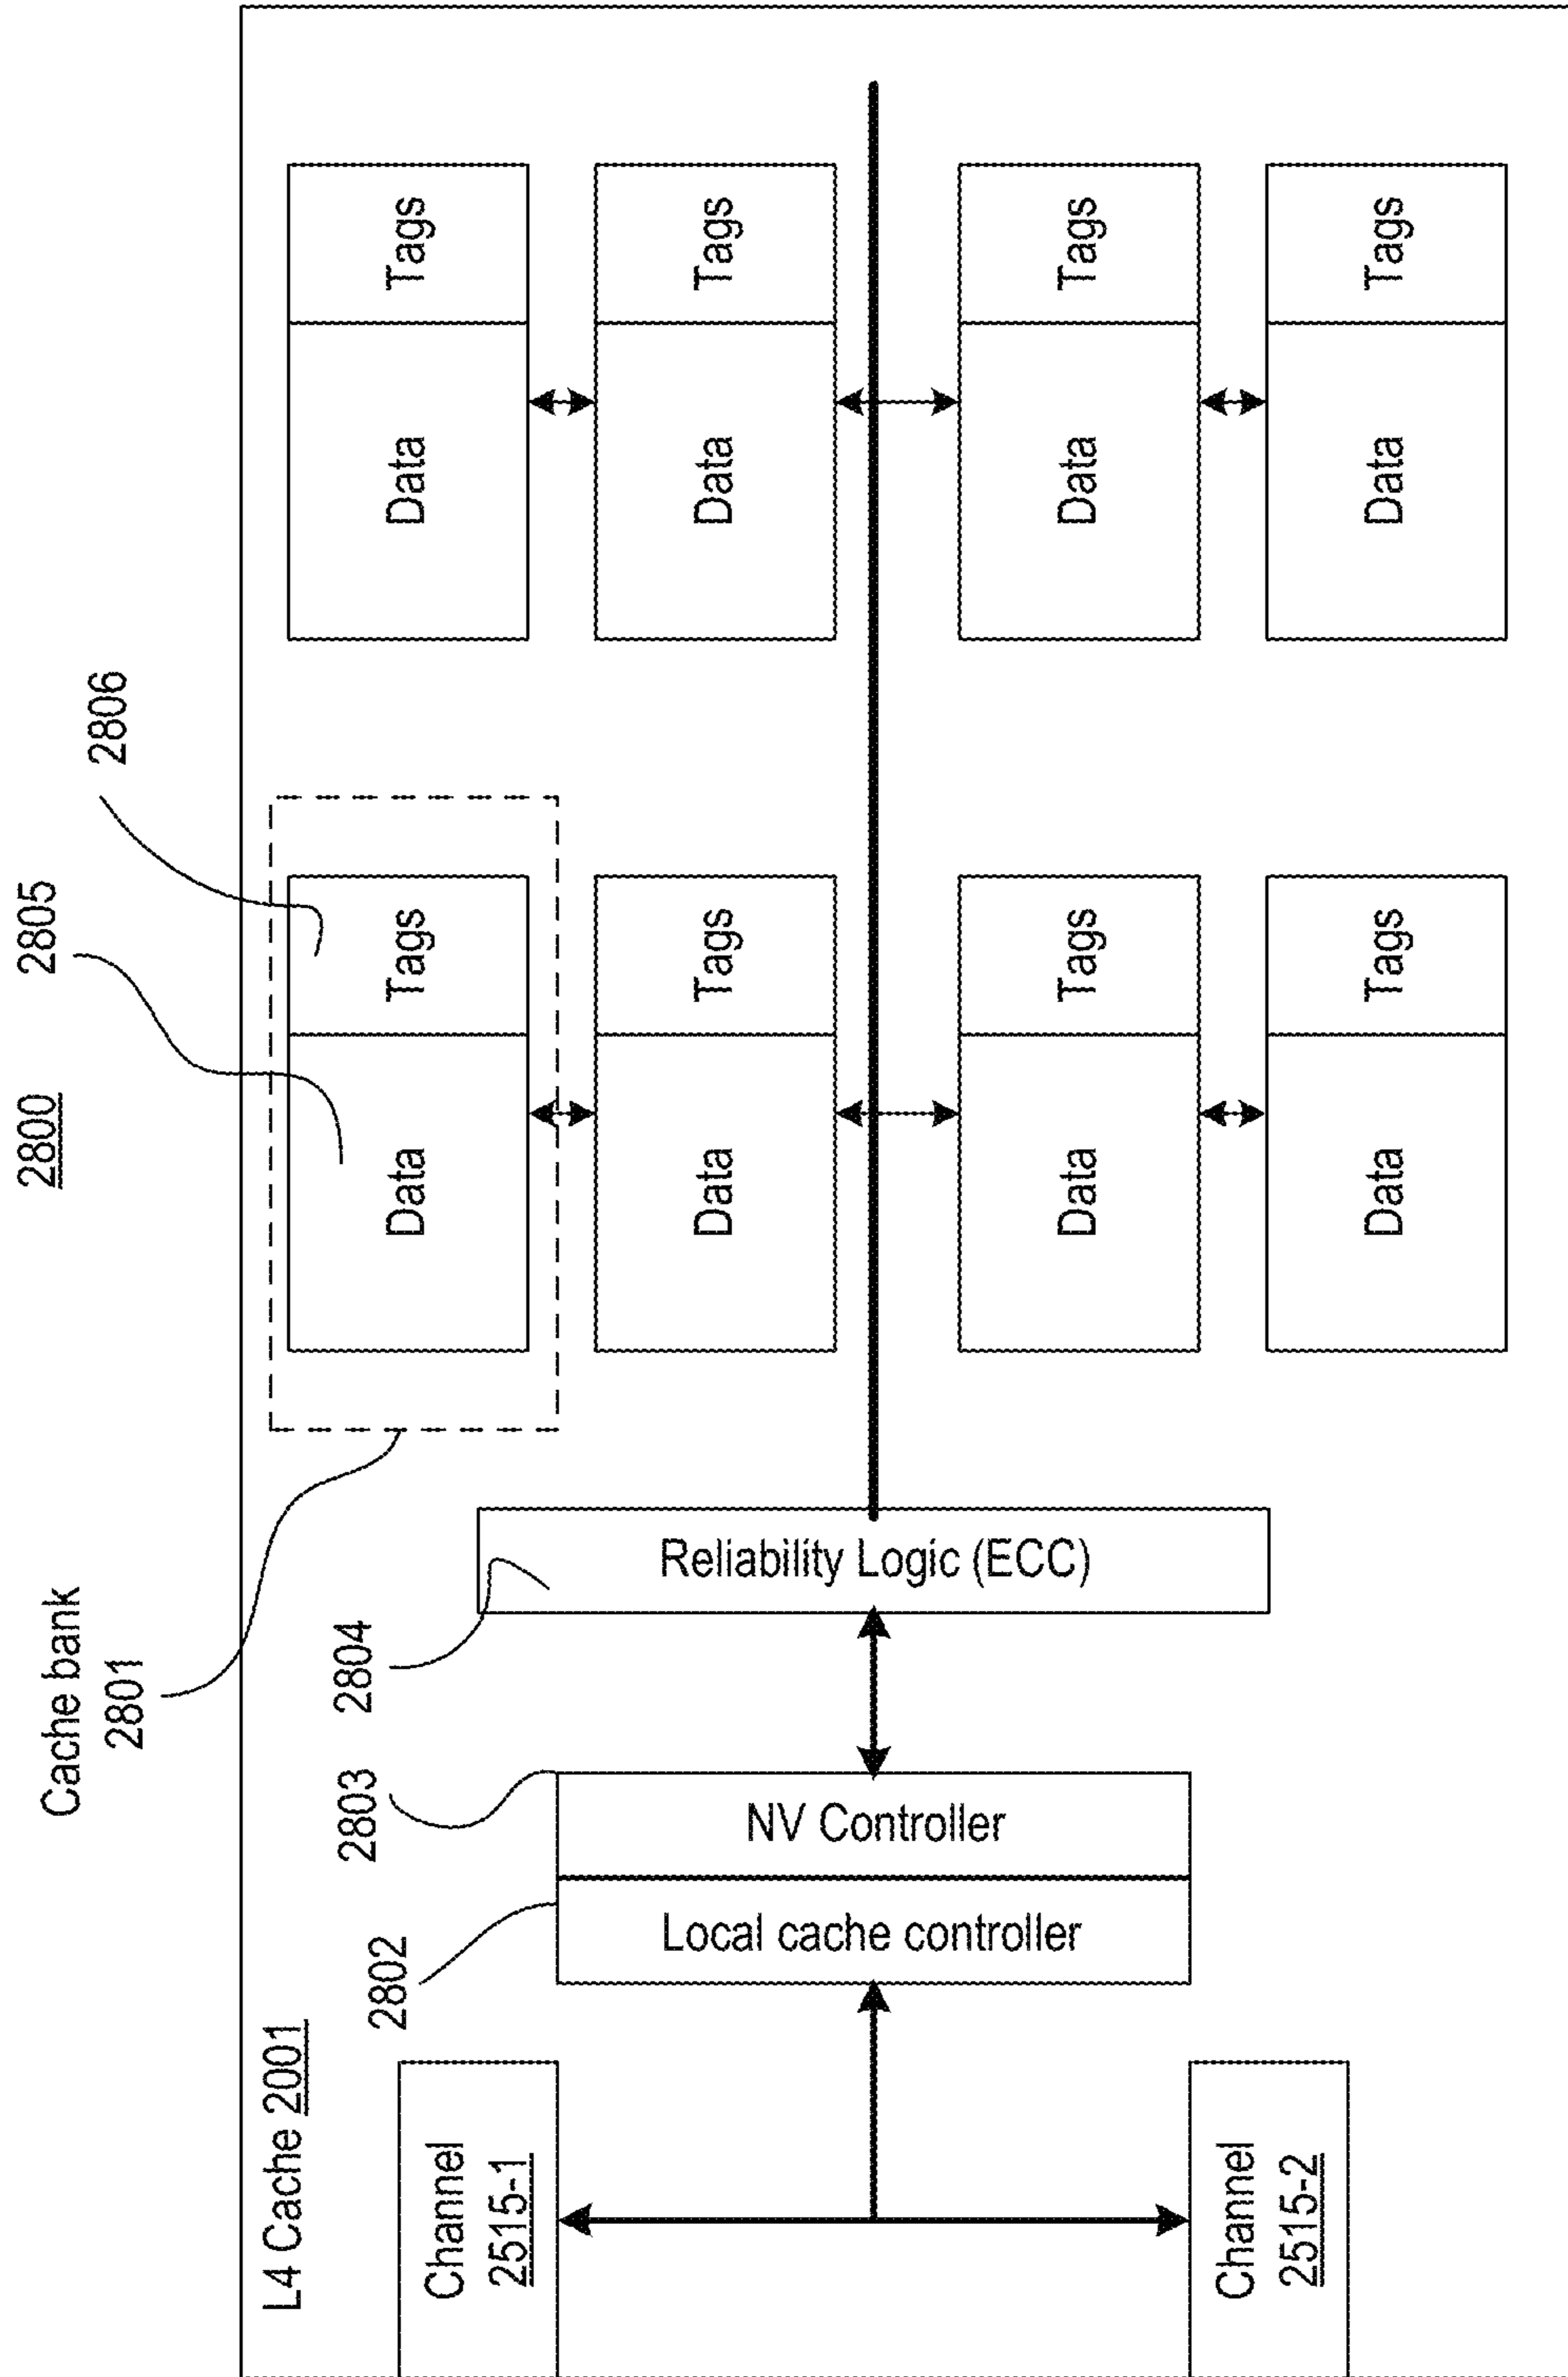 2800
L4 Cache 2001
Cache bank
2801
2805
2806
Channel
2515-1
Channel
2515-2
2802
Local cache controller
2803
NV Controller
2804
Reliability Logic (ECC)
Data
Tags
Data
Tags
Data
Tags
Data
Tags
Data
Tags
Data
Tags
Data
Tags
Data
Tags